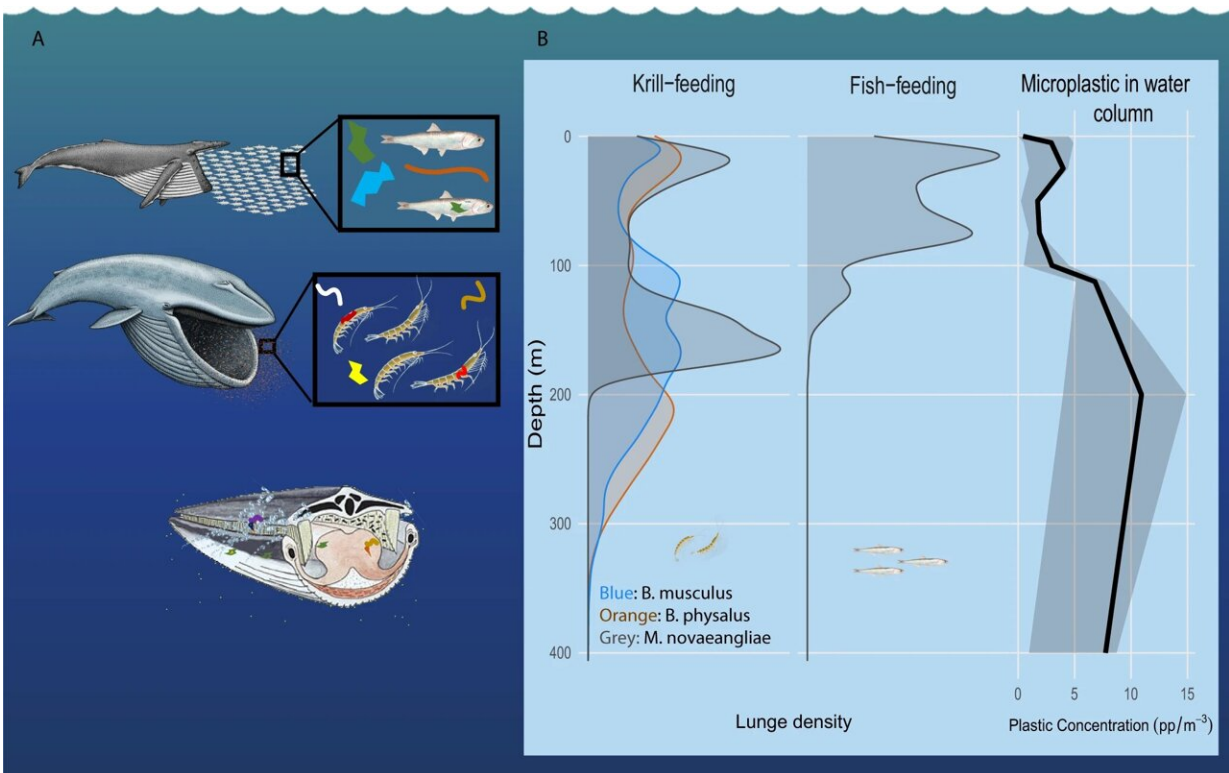 A
B
Krill-feeding
Fish-feeding
Microplastic in water
column
0
100
200
300
400
Depth (m)
Blue: B. musculus
Orange: B. physalus
Grey: M. novaeangliae
0
5
10
15
Lunge density
Plastic Concentration (pp/m⁻³)